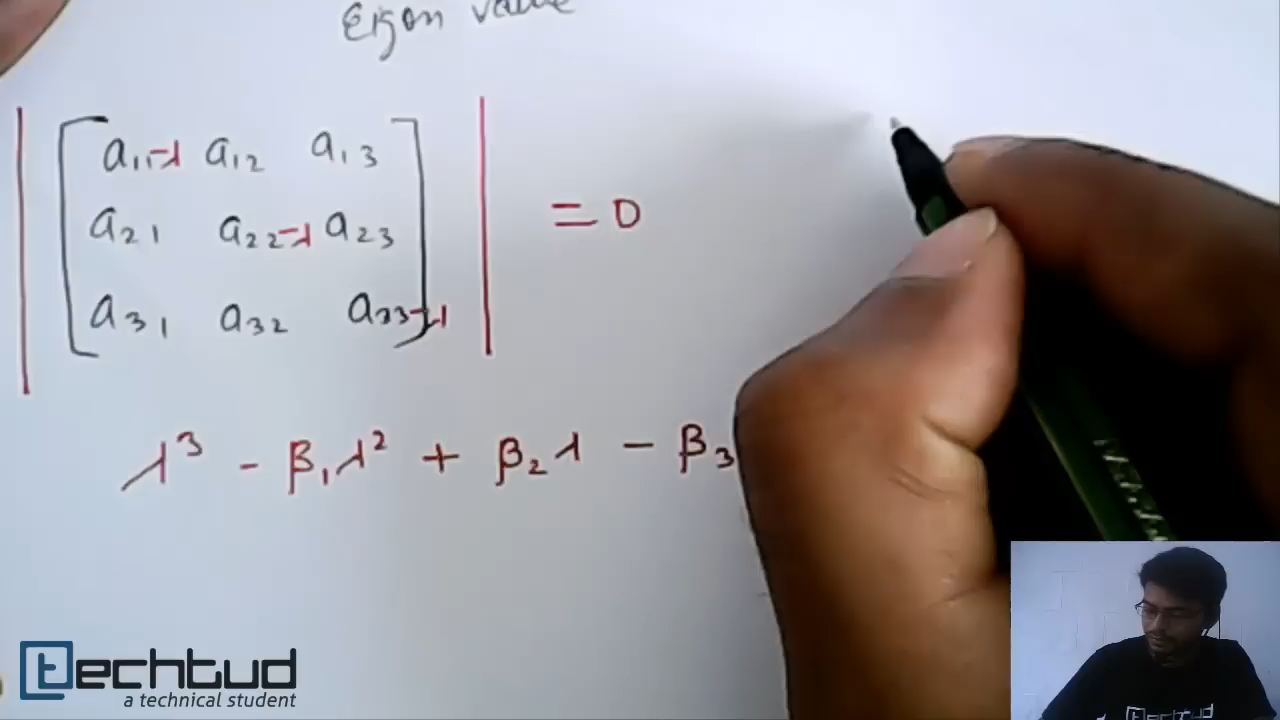 Eigen value
a₁₁-λ a₁₂ a₁₃
a₂₁ a₂₂-λ a₂₃ = 0
a₃₁ a₃₂ a₃₃-λ
λ³ - β₁λ² + β₂λ - β₃
techtud
a technical student
techtud